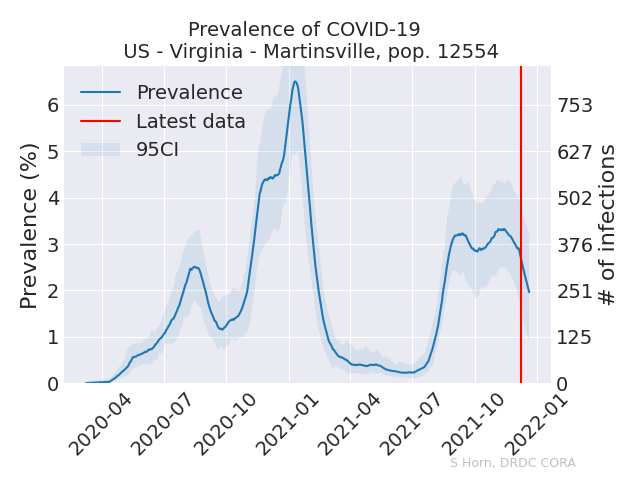 Prevalence of COVID-19
US - Virginia - Martinsville, pop. 12554
Prevalence
Latest data
95CI
Prevalence (%)
6
5
4
3
2
1
0
753
627
502
376
251
125
0
# of infections
2020-04
2020-07
2020-10
2021-01
2021-04
2021-07
2021-10
2022-01
S Horn, DRDC CORA